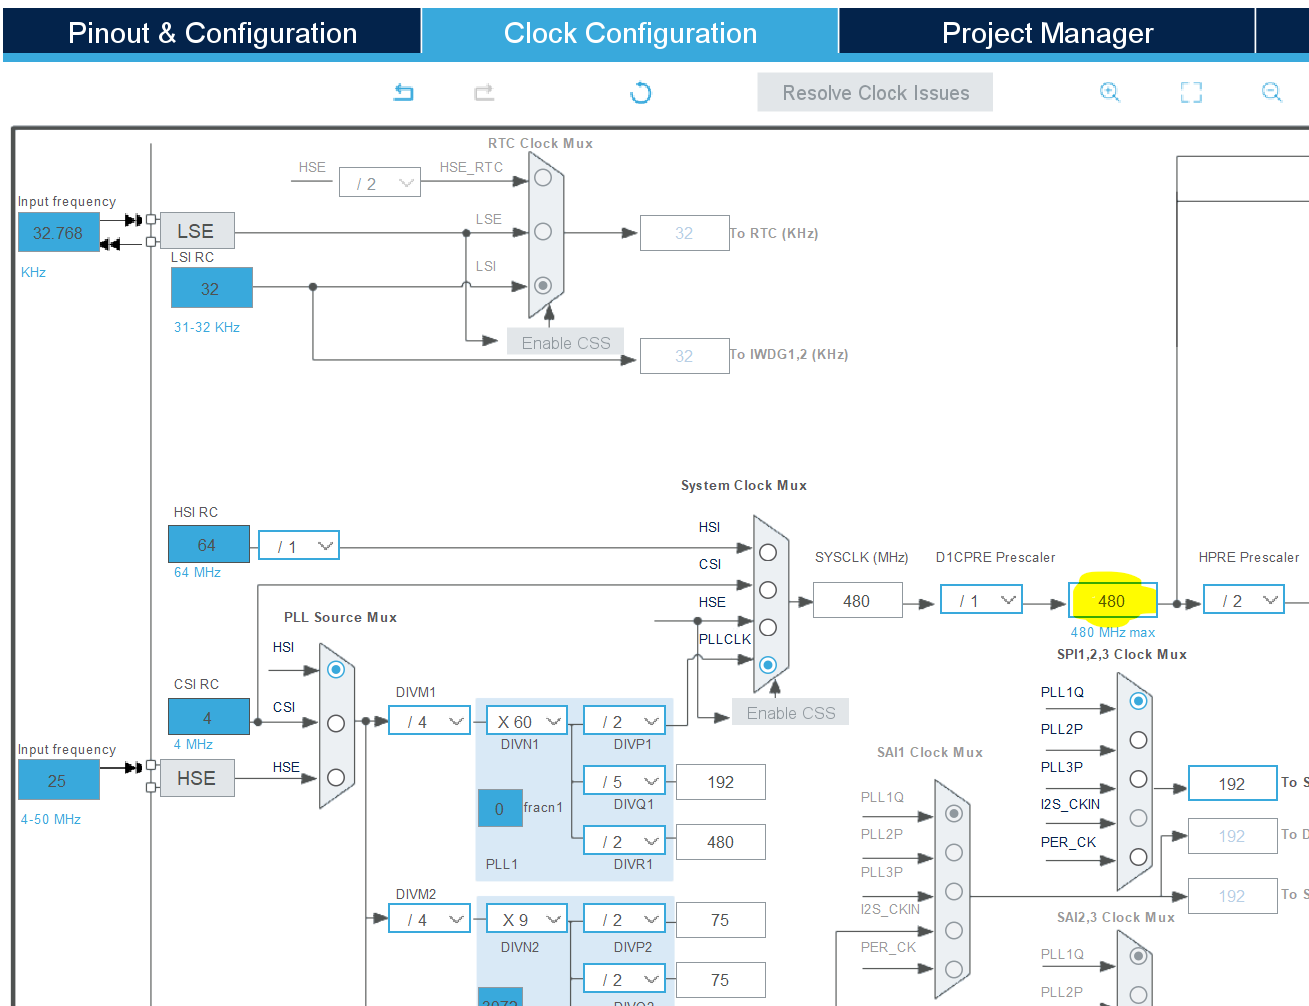 Pinout & Configuration
Clock Configuration
Project Manager
Resolve Clock Issues
RTC Clock Mux
HSE
/ 2
HSE_RTC
Input frequency
32.768
KHz
LSE
LSE
32
To RTC (KHz)
LSI RC
32
31-32 KHz
LSI
Enable CSS
32
To IWDG1,2 (KHz)
System Clock Mux
HSI RC
64
64 MHz
/ 1
HSI
CSI
HSE
PLLCLK
SYSCLK (MHz)
480
D1CPRE Prescaler
/ 1
480
480 MHz max
HPRE Prescaler
/ 2
PLL Source Mux
HSI
CSI RC
4
4 MHz
CSI
Input frequency
25
4-50 MHz
HSE
HSE
DIVM1
/ 4
X 60
DIVN1
/ 2
DIVP1
/ 5
192
DIVQ1
0
fracn1
/ 2
480
DIVR1
PLL1
Enable CSS
SPI1,2,3 Clock Mux
PLL1Q
PLL2P
PLL3P
I2S_CKIN
PER_CK
192
To S
192
To D
192
To S
SAI1 Clock Mux
PLL1Q
PLL2P
PLL3P
I2S_CKIN
PER_CK
DIVM2
/ 4
X 9
DIVN2
/ 2
75
DIVP2
/ 2
75
SAI2,3 Clock Mux
PLL1Q
PLL2P